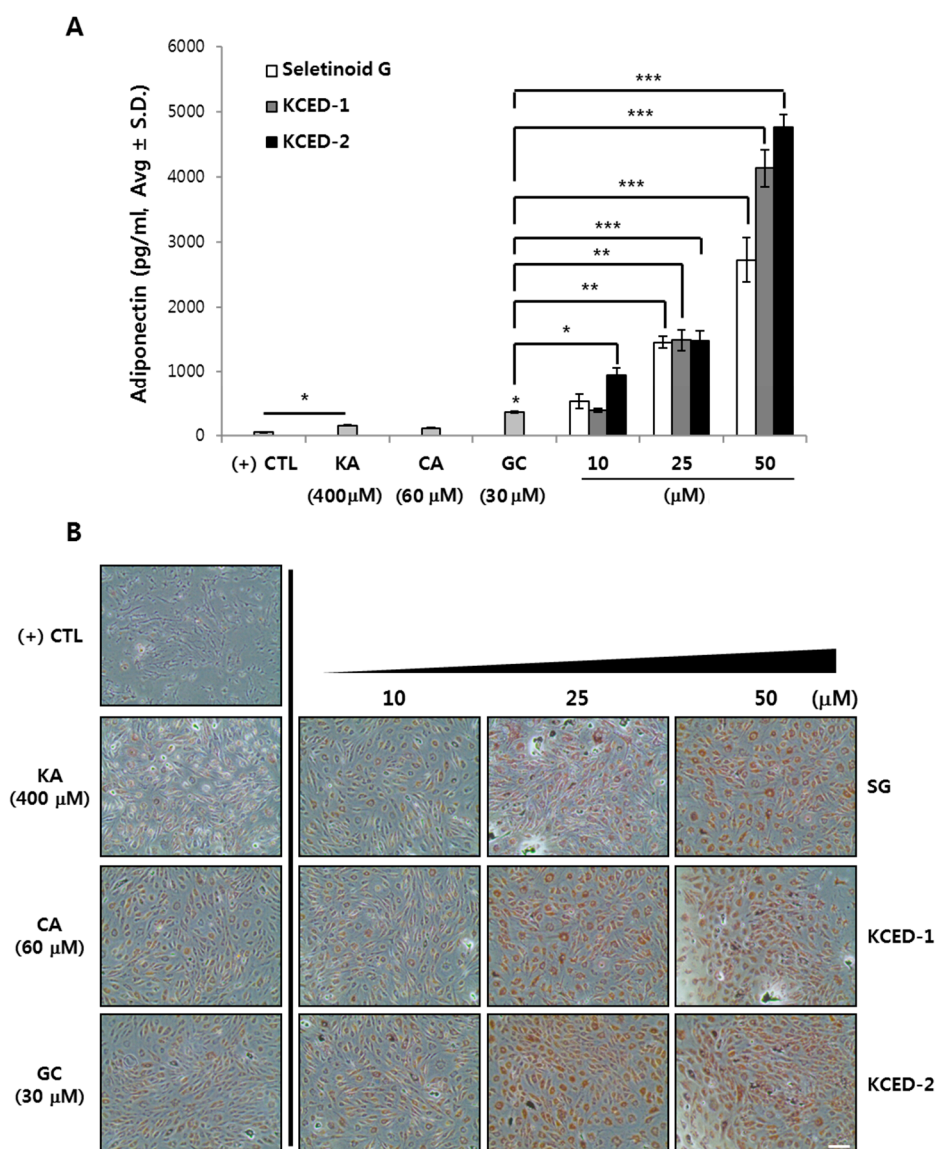 A
Adiponectin (pg/ml, Avg ± S.D.)
6000
5000
4000
3000
2000
1000
0
Seletinoid G
KCED-1
KCED-2
***
***
***
***
**
**
*
*
*
(+) CTL KA CA GC 10 25 50
(400μM) (60 μM) (30 μM) (μM)
B
(+) CTL
10 25 50 (μM)
KA
(400 μM)
SG
CA
(60 μM)
KCED-1
GC
(30 μM)
KCED-2